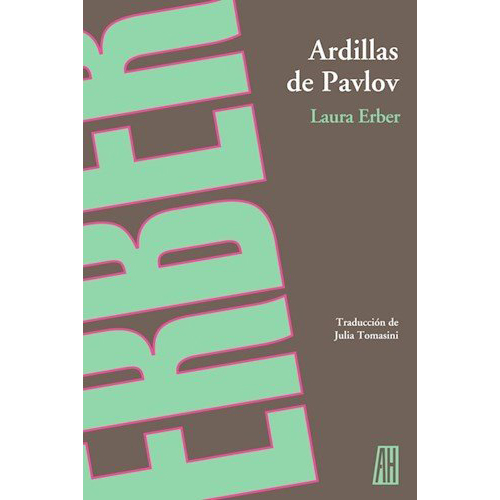 Ardillas
de Pavlov
Laura Erber
ERBER
Traducción de
Julia Tomasini
AH